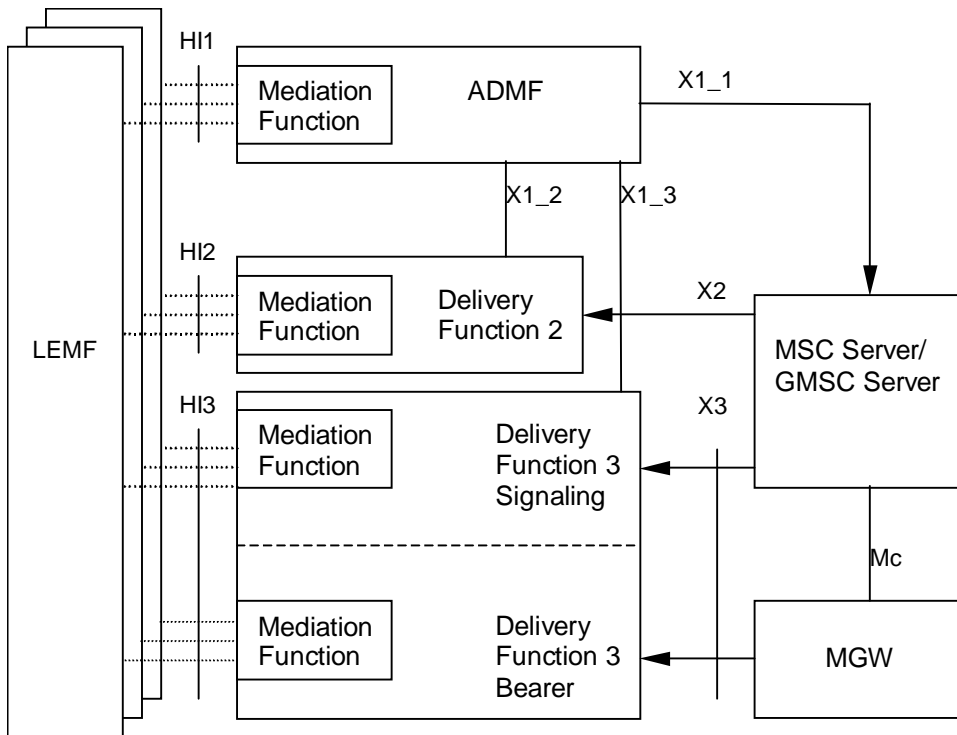 HI1
Mediation
Function
ADMF
X1_1
X1_2
X1_3
HI2
Mediation
Function
Delivery
Function 2
X2
MSC Server/
GMSC Server
LEMF
HI3
Mediation
Function
Delivery
Function 3
Signaling
X3
Mc
Mediation
Function
Delivery
Function 3
Bearer
MGW